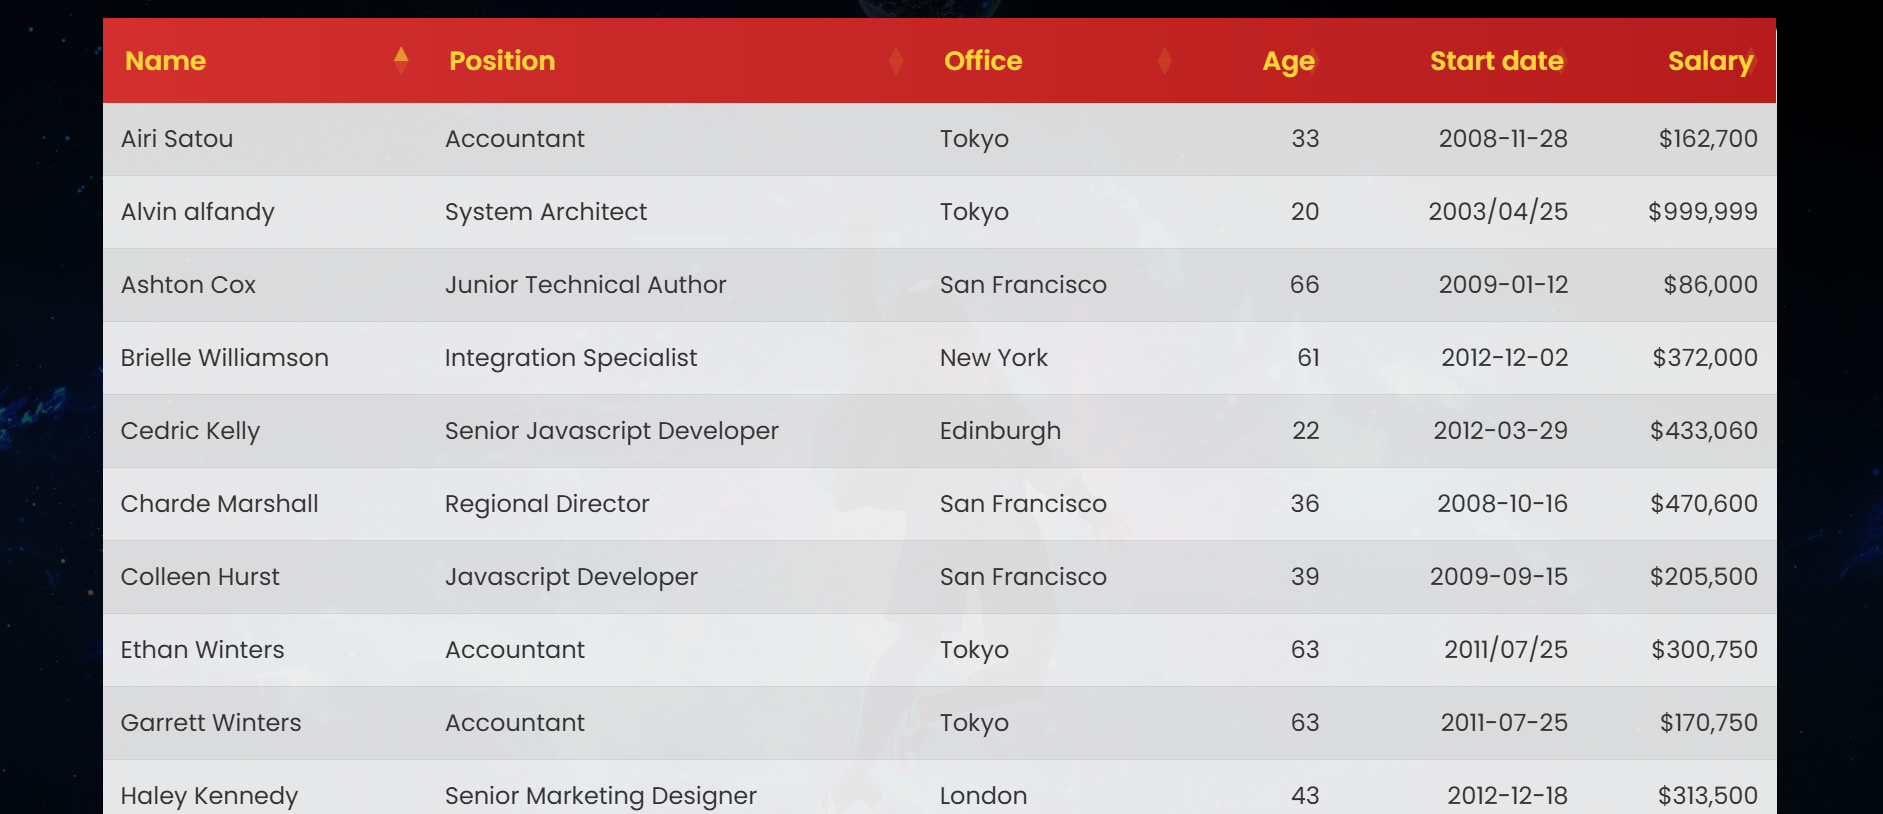 Name Position Office Age Start date Salary
Airi Satou Accountant Tokyo 33 2008-11-28 $162,700
Alvin alfandy System Architect Tokyo 20 2003/04/25 $999,999
Ashton Cox Junior Technical Author San Francisco 66 2009-01-12 $86,000
Brielle Williamson Integration Specialist New York 61 2012-12-02 $372,000
Cedric Kelly Senior Javascript Developer Edinburgh 22 2012-03-29 $433,060
Charde Marshall Regional Director San Francisco 36 2008-10-16 $470,600
Colleen Hurst Javascript Developer San Francisco 39 2009-09-15 $205,500
Ethan Winters Accountant Tokyo 63 2011/07/25 $300,750
Garrett Winters Accountant Tokyo 63 2011-07-25 $170,750
Haley Kennedy Senior Marketing Designer London 43 2012-12-18 $313,500